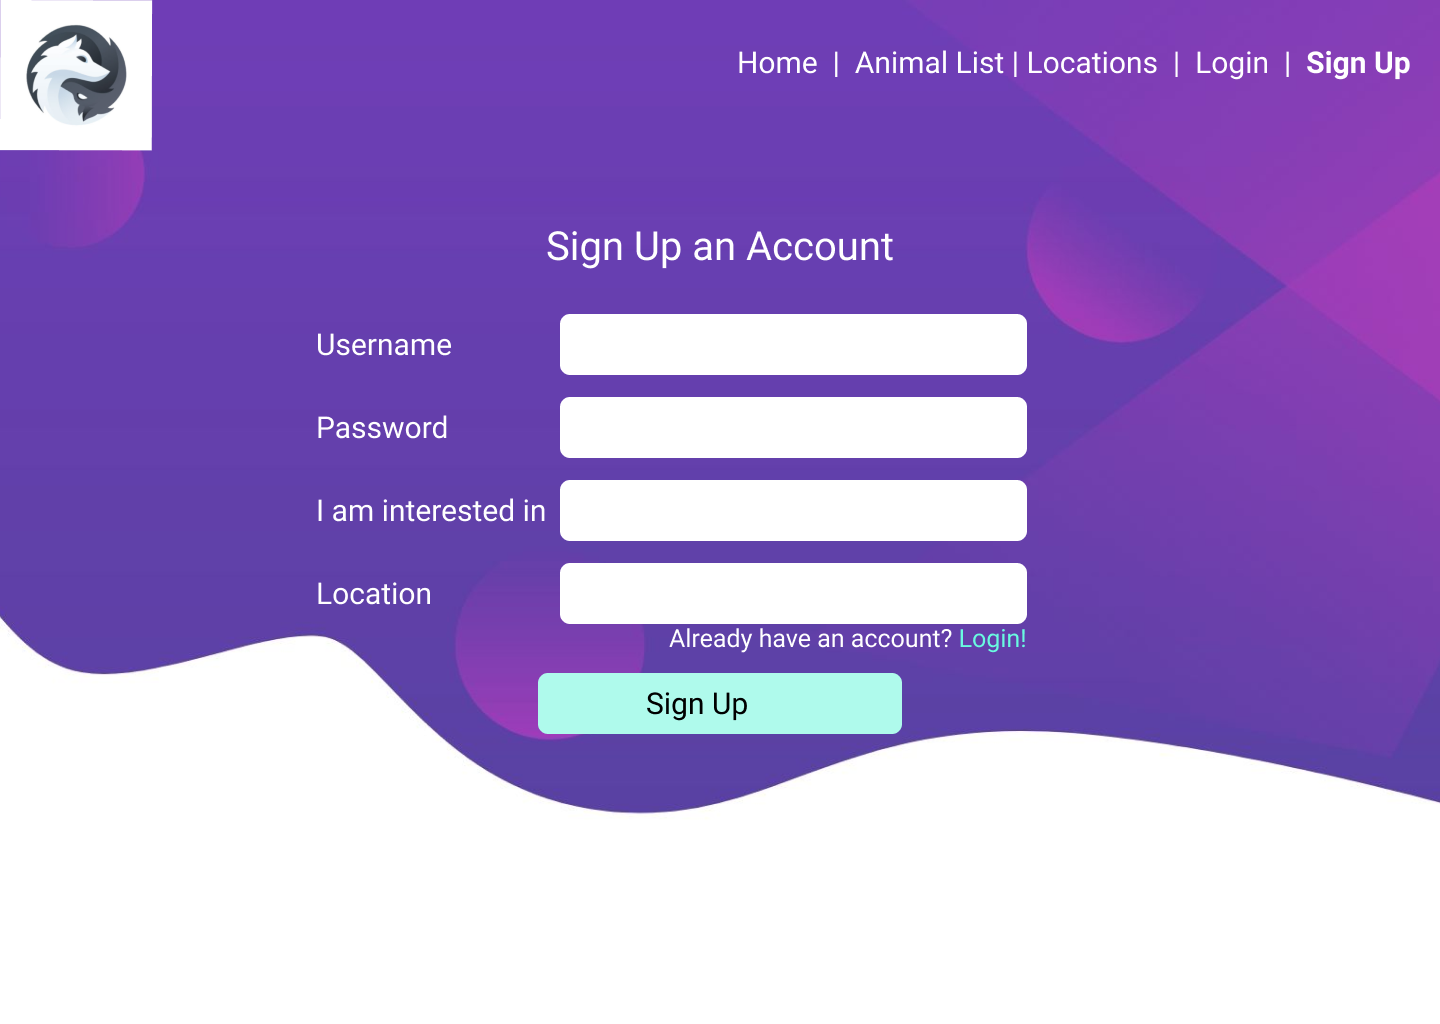 Home | Animal List | Locations | Login | Sign Up
Sign Up an Account
Username
Password
I am interested in
Location
Already have an account? Login!
Sign Up